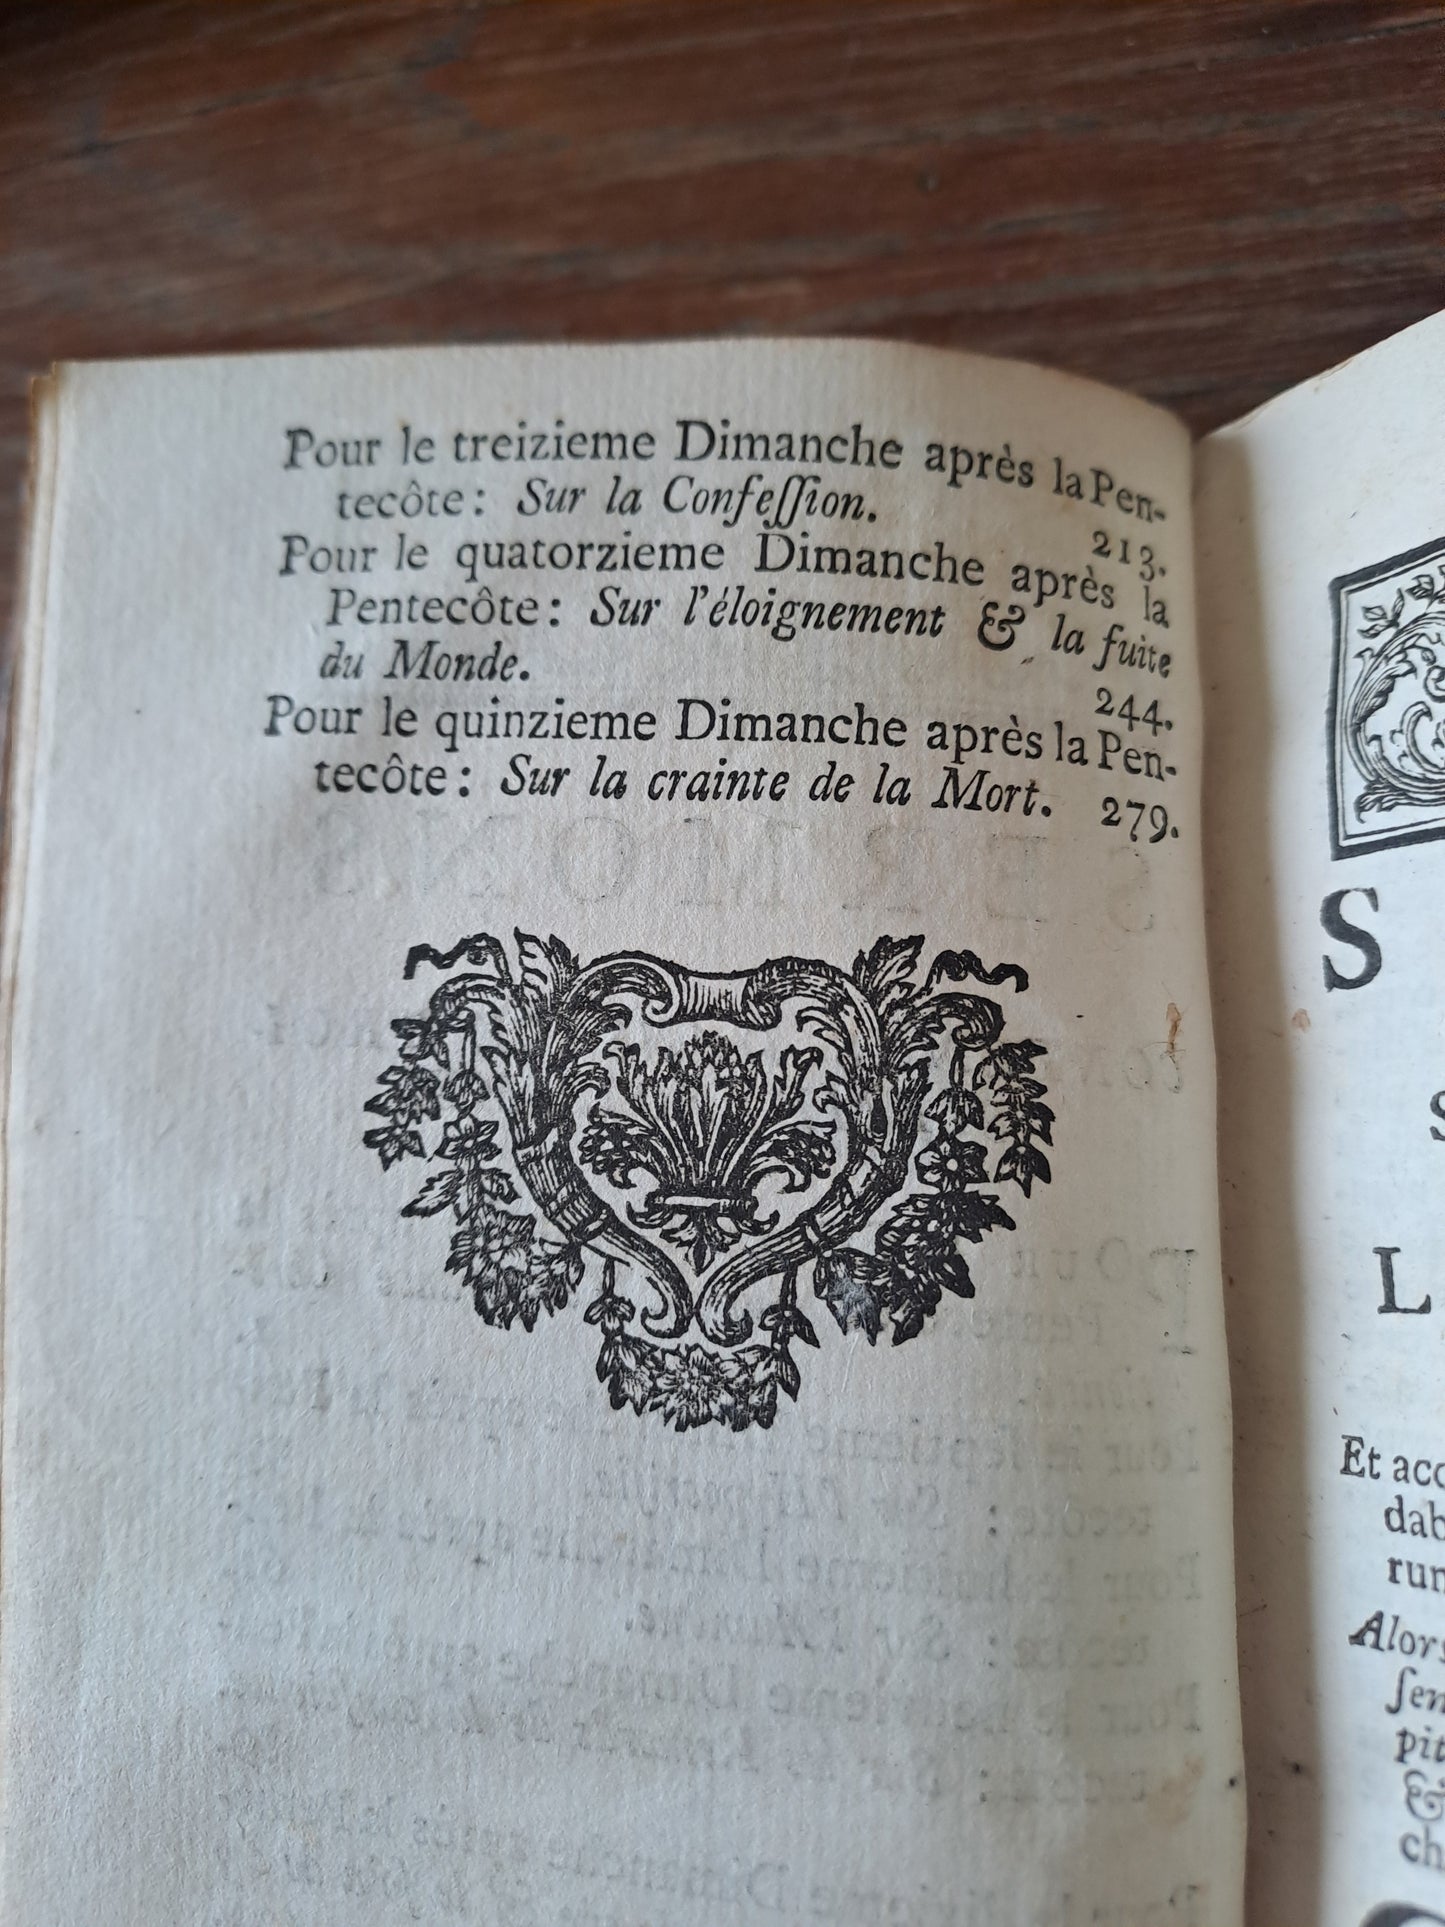 Pour le treizieme Dimanche après la Pen-
tecôte : Sur la Confeſſion. 213.
Pour le quatorzieme Dimanche après la
Pentecôte : Sur l'éloignement & la fuite
du Monde. 244.
Pour le quinzieme Dimanche après la Pen-
tecôte : Sur la crainte de la Mort. 279.
S
S
L
Et acc
dab
run
Alors
ſen
pit
&
ch